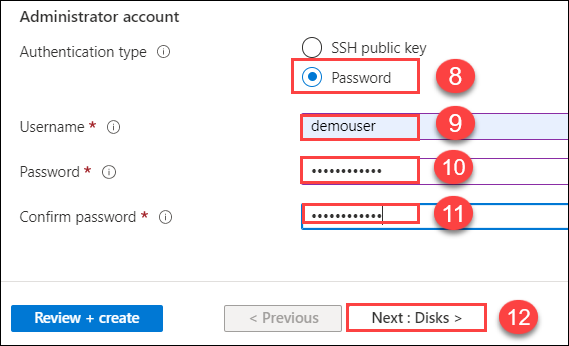 Administrator account
Authentication type
SSH public key
Password 8
Username * demouser 9
Password * •••••••••••• 10
Confirm password * •••••••••••• 11
Review + create < Previous Next : Disks > 12